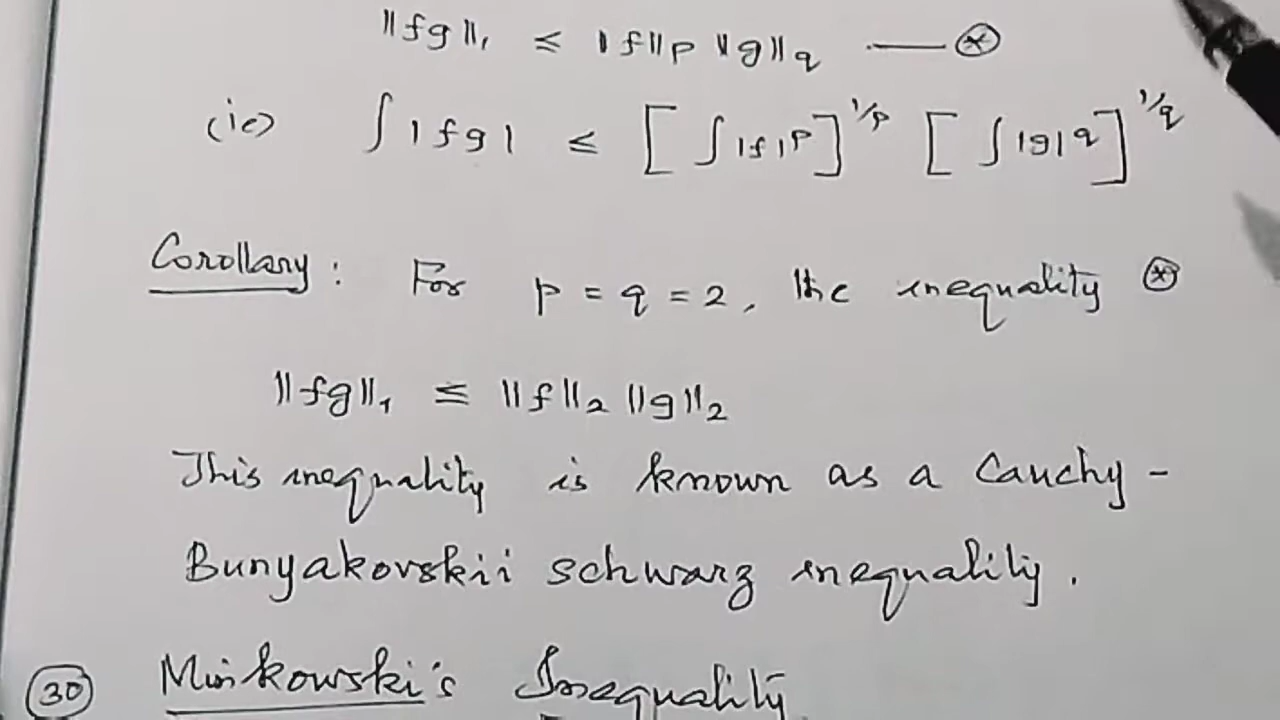 ‖fg‖₁ ≤ ‖f‖p ‖g‖q —— ⊛
(ie) ∫|fg| ≤ [∫|f|ᵖ]^1/p [∫|g|^q]^1/q
Corollary : For p = q = 2, the inequality ⊛
‖fg‖₁ ≤ ‖f‖₂ ‖g‖₂
This inequality is known as a Cauchy -
Bunyakovskii schwarz inequality.
(30) Minkowski's Inequality